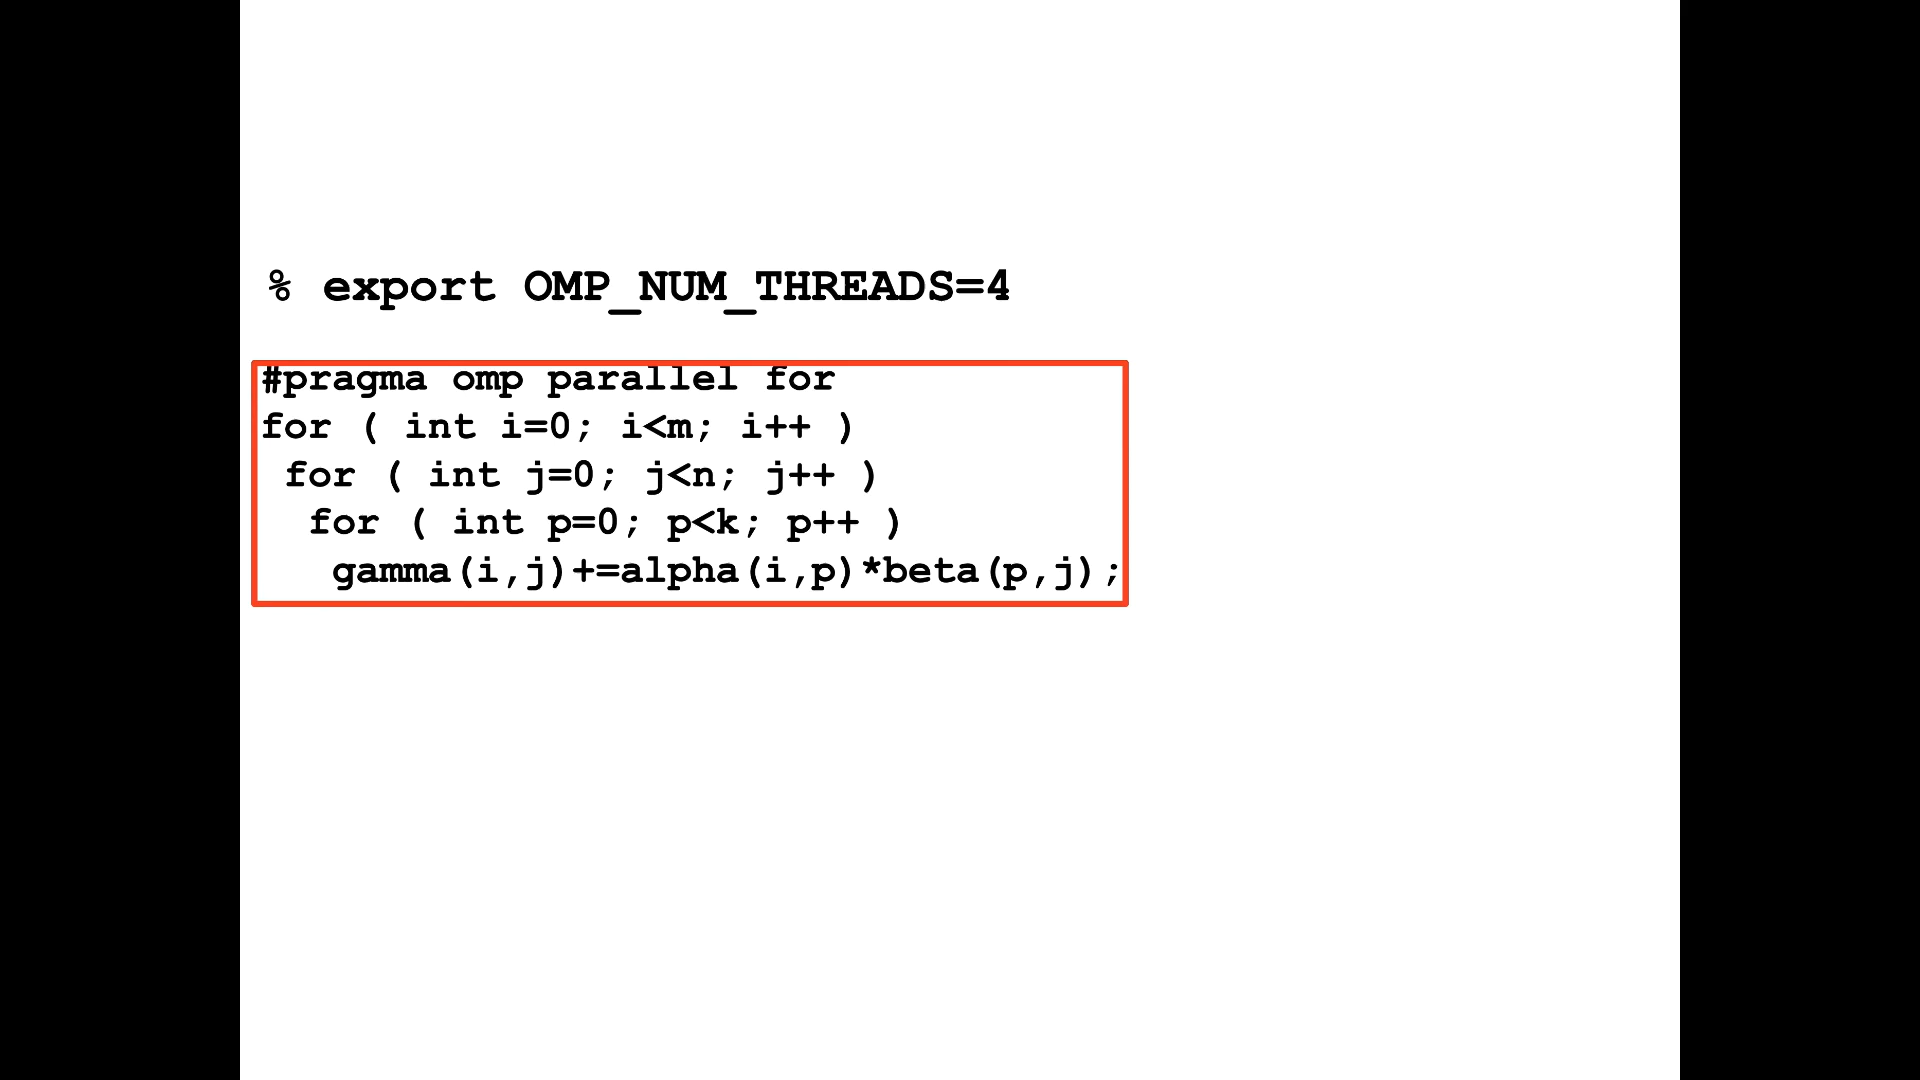 % export OMP_NUM_THREADS=4
#pragma omp parallel for
for ( int i=0; i<m; i++ )
for ( int j=0; j<n; j++ )
for ( int p=0; p<k; p++ )
gamma(i,j)+=alpha(i,p)*beta(p,j);